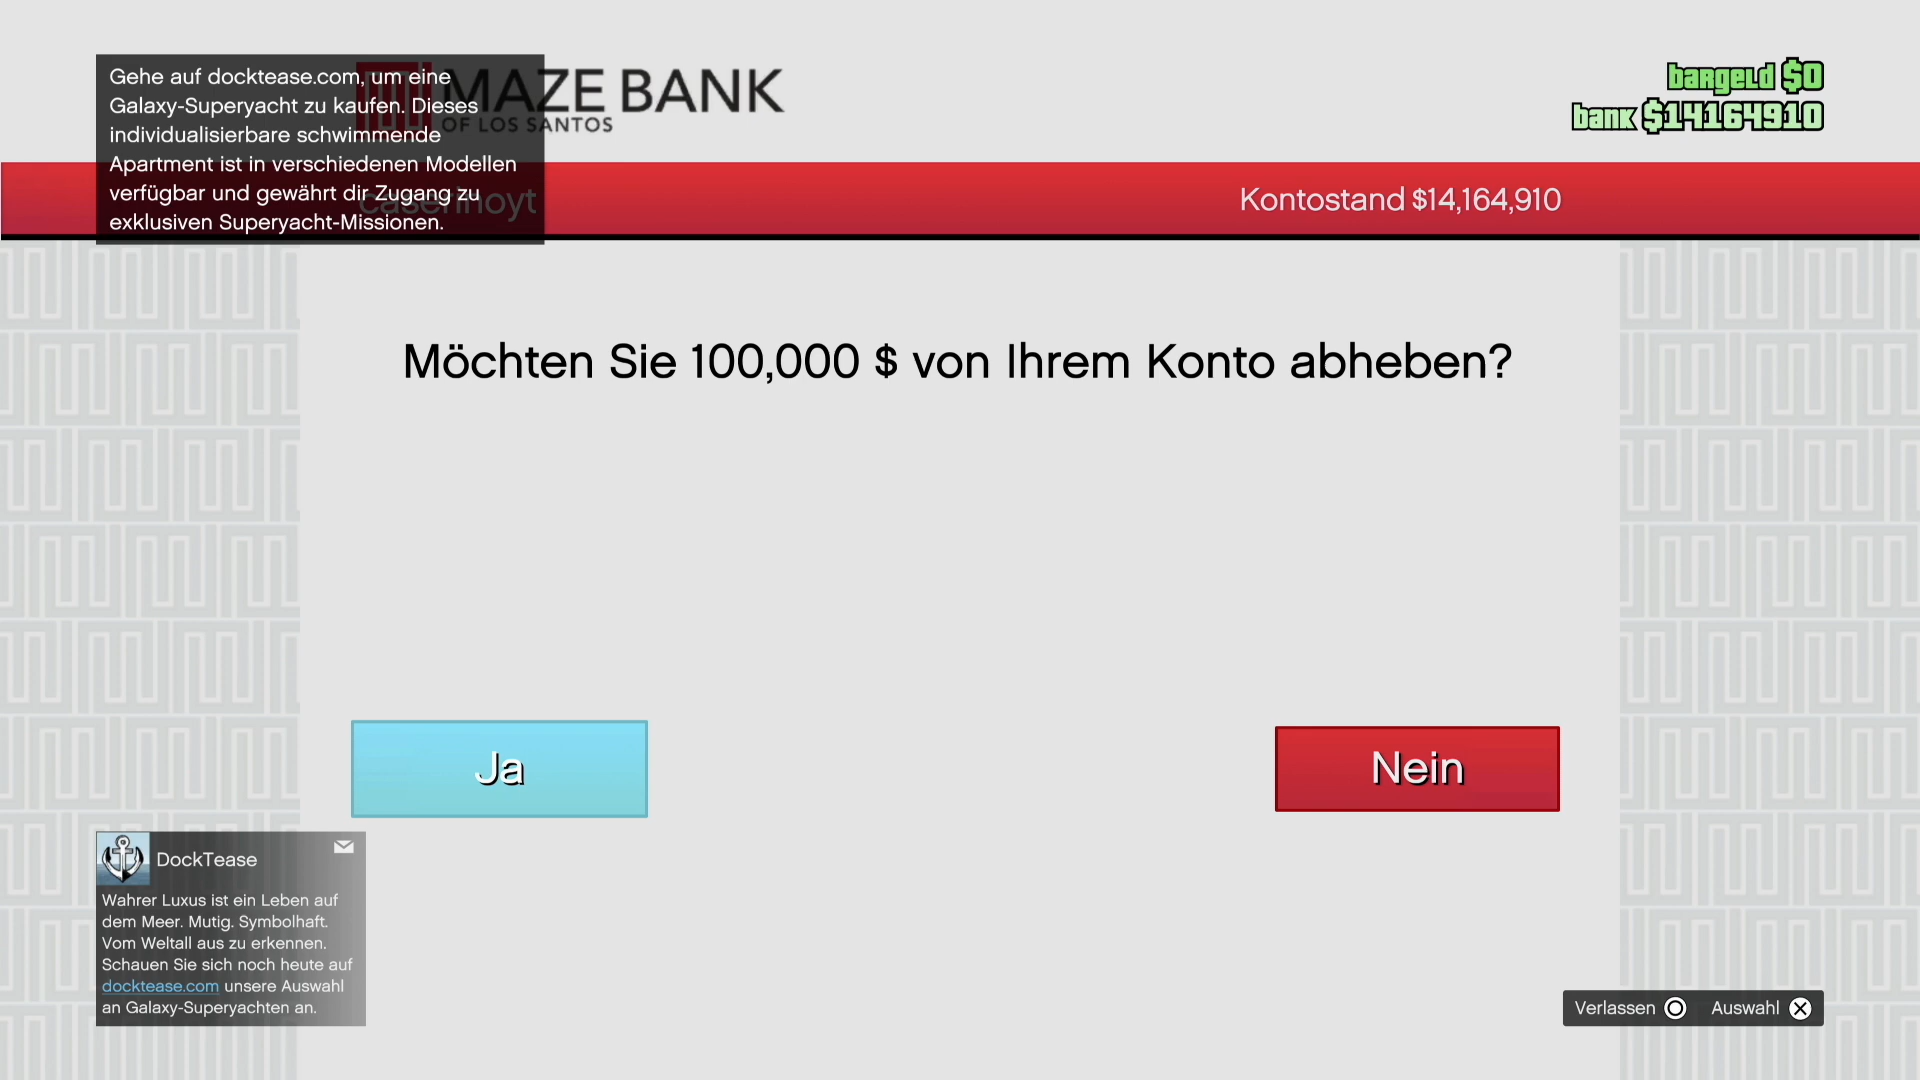 Gehe auf docktease.com, um eine
Galaxy-Superyacht zu kaufen. Dieses
individualisierbare schwimmende
Apartment ist in verschiedenen Modellen
verfügbar und gewährt dir Zugang zu
exklusiven Superyacht-Missionen.
MAZE BANK
OF LOS SANTOS
bargeld $0
bank $14164910
Kontostand $14,164,910
Möchten Sie 100,000 $ von Ihrem Konto abheben?
Ja
Nein
DockTease
Wahrer Luxus ist ein Leben auf
dem Meer. Mutig. Symbolhaft.
Vom Weltall aus zu erkennen.
Schauen Sie sich noch heute auf
docktease.com unsere Auswahl
an Galaxy-Superyachten an.
Verlassen Auswahl